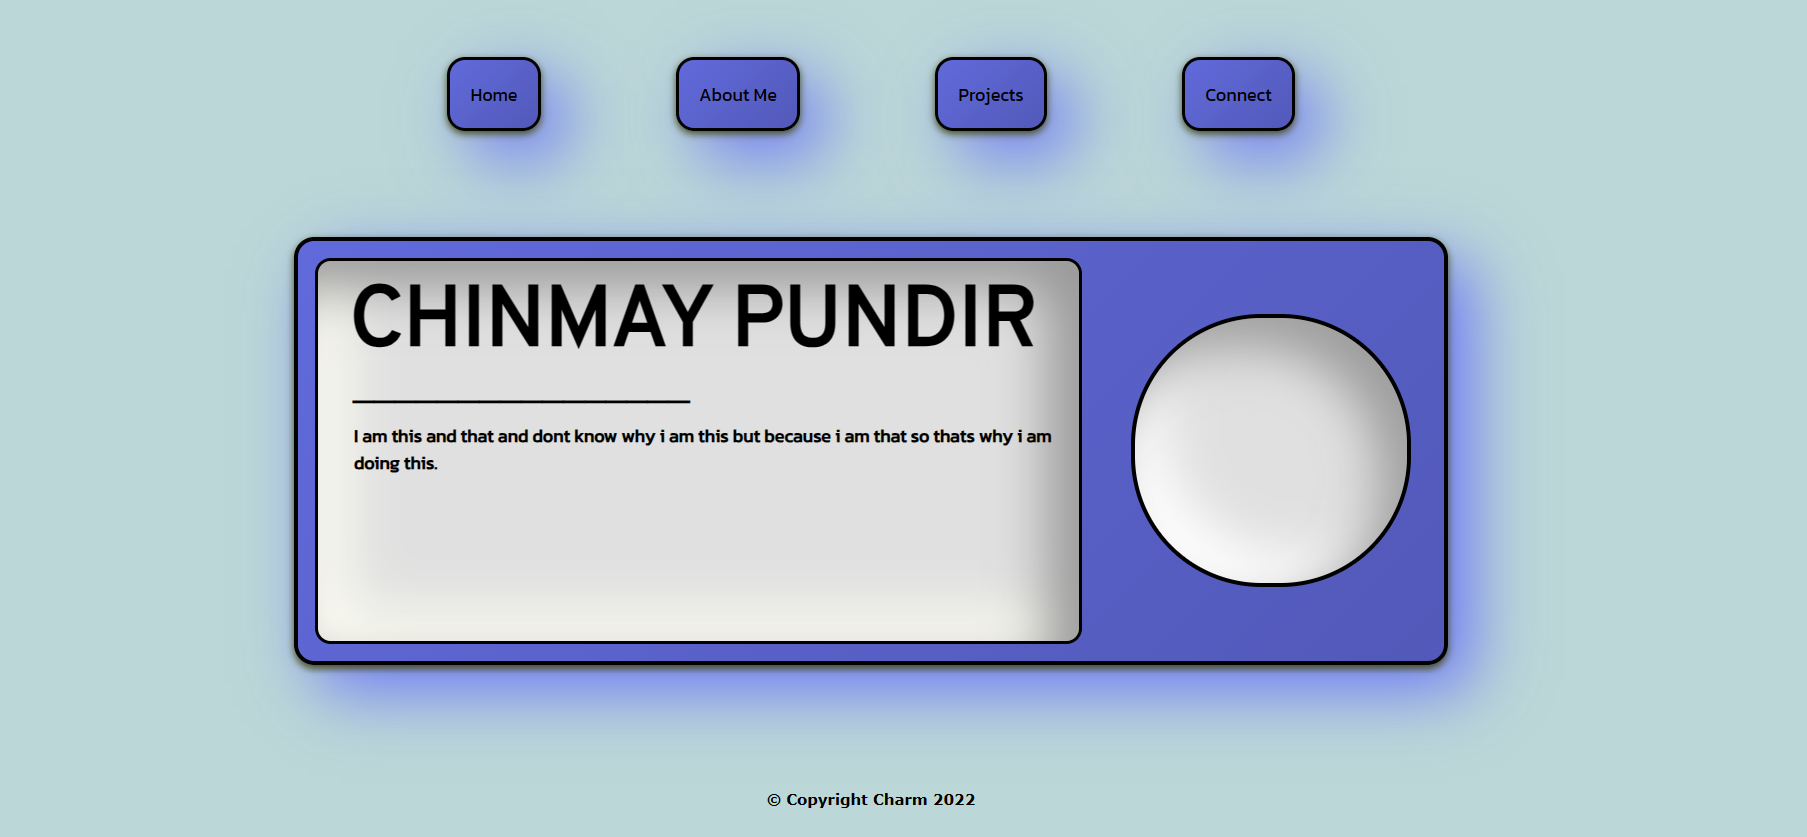 Home
About Me
Projects
Connect
CHINMAY PUNDIR
I am this and that and dont know why i am this but because i am that so thats why i am
doing this.
© Copyright Charm 2022